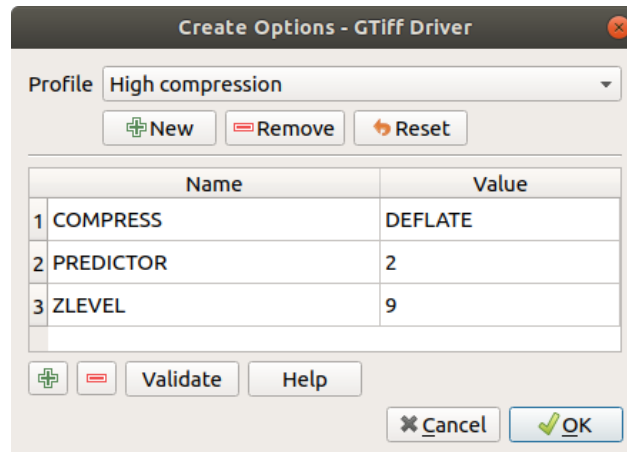 Create Options - GTiff Driver
Profile High compression
New Remove Reset
Name Value
1 COMPRESS DEFLATE
2 PREDICTOR 2
3 ZLEVEL 9
Validate Help
Cancel OK